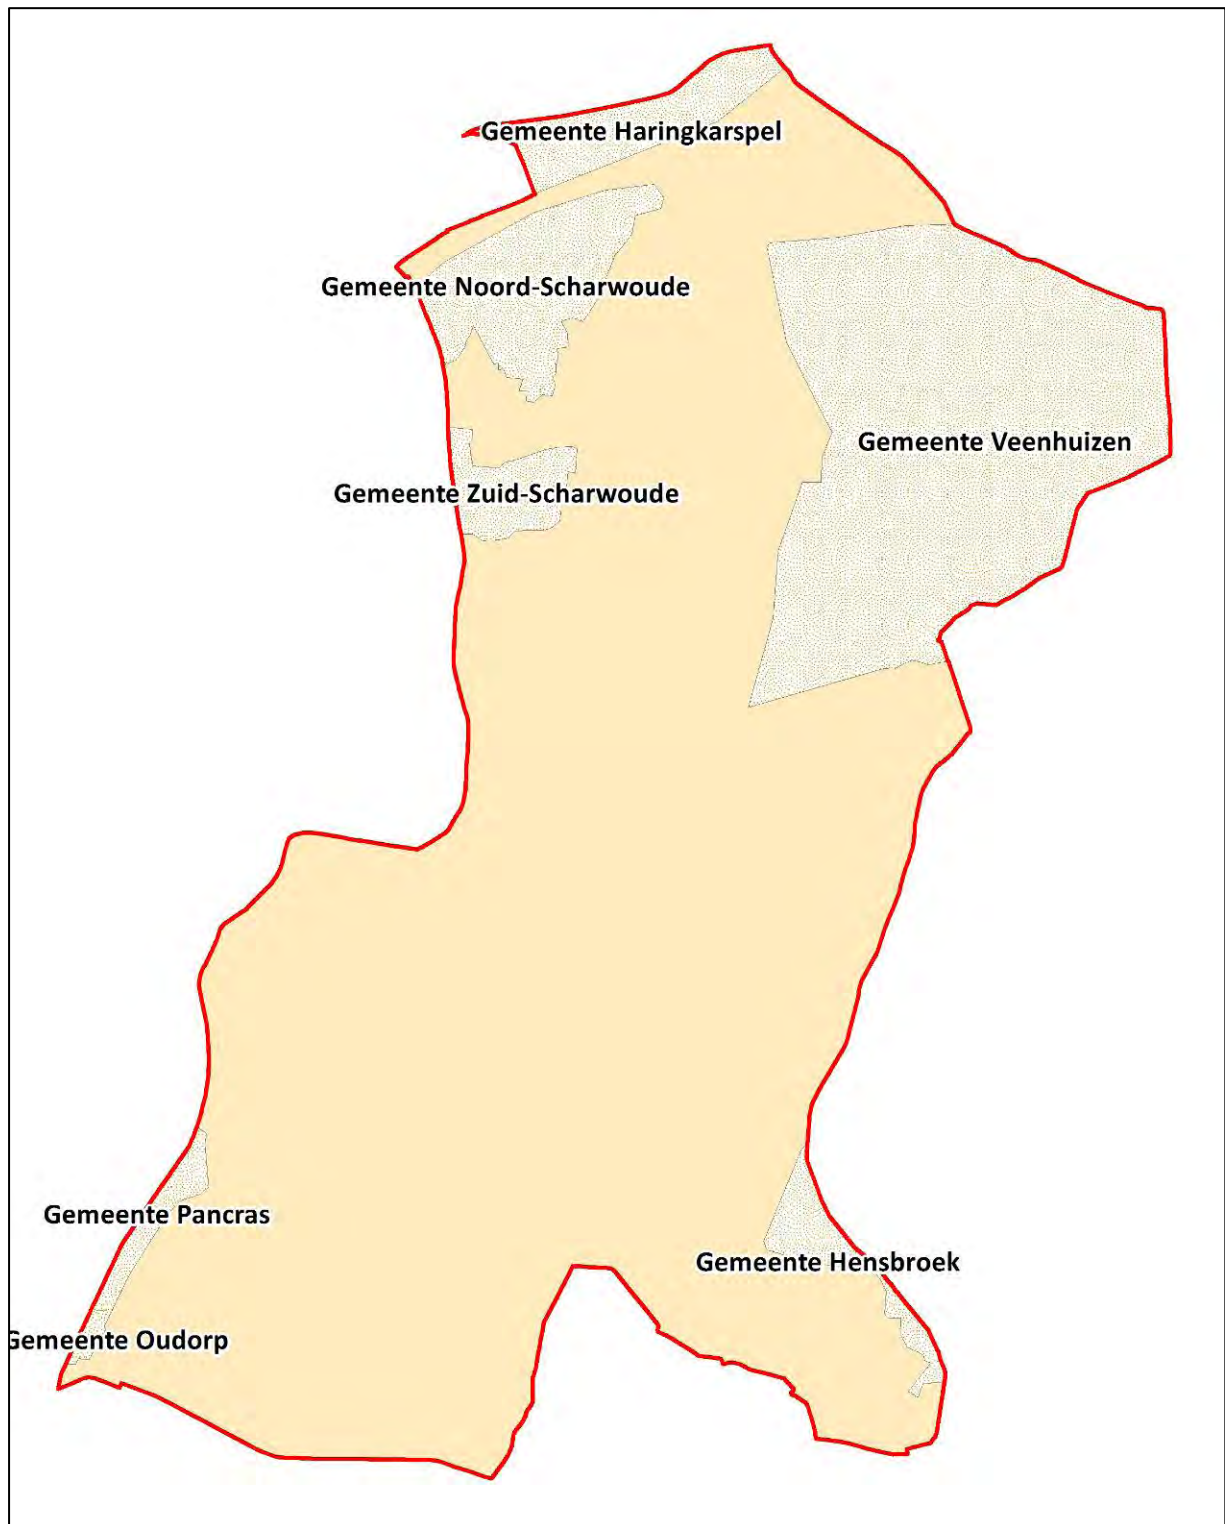 Gemeente Haringkarspel
Gemeente Noord-Scharwoude
Gemeente Veenhuizen
Gemeente Zuid-Scharwoude
Gemeente Pancras
Gemeente Hensbroek
Gemeente Oudorp